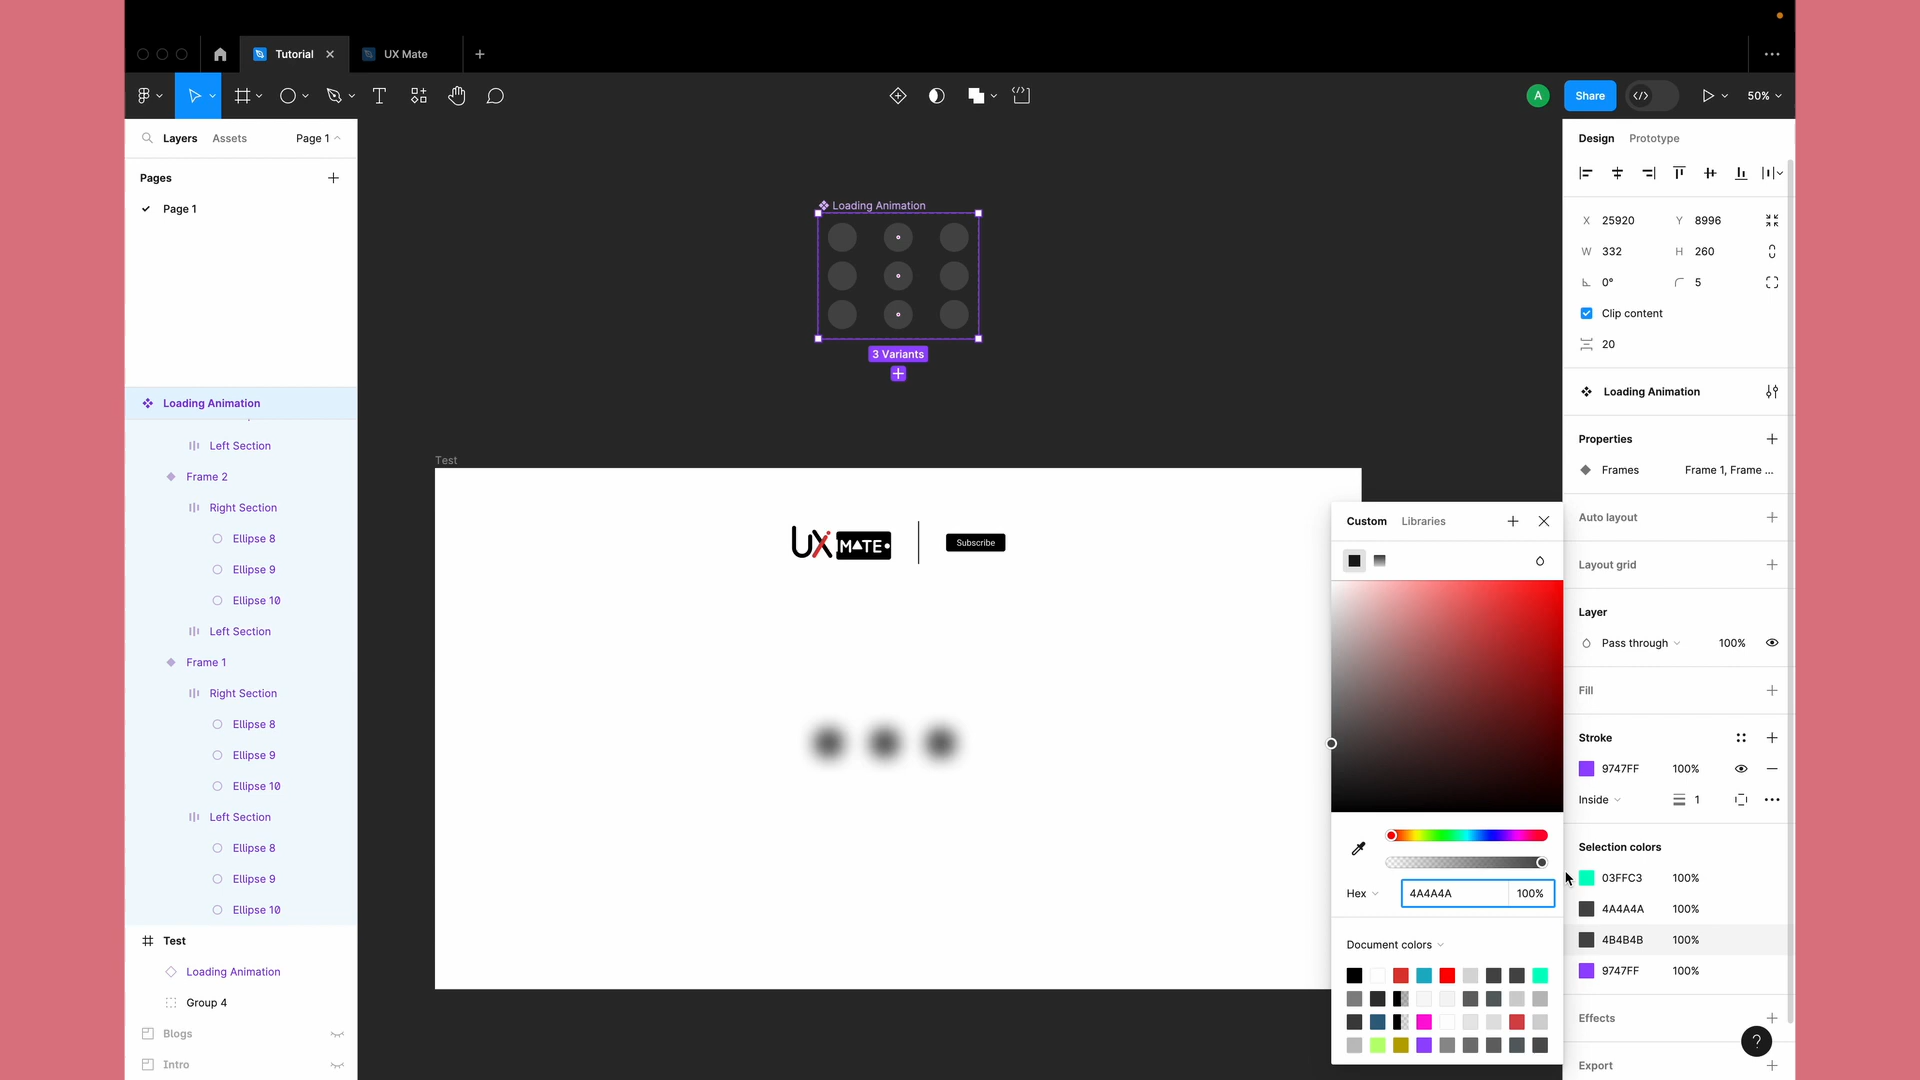 Tutorial
UX Mate
A
Share
50%
Layers
Assets
Page 1
Pages
Page 1
Loading Animation
Left Section
Frame 2
Right Section
Ellipse 8
Ellipse 9
Ellipse 10
Left Section
Frame 1
Right Section
Ellipse 8
Ellipse 9
Ellipse 10
Left Section
Ellipse 8
Ellipse 9
Ellipse 10
Test
Loading Animation
Group 4
Blogs
Intro
Loading Animation
3 Variants
Test
UX MATE
Subscribe
Custom
Libraries
Hex
4A4A4A
100%
Document colors
Design
Prototype
X 25920 Y 8996
W 332 H 260
0° 5
Clip content
20
Loading Animation
Properties
Frames Frame 1, Frame ...
Auto layout
Layout grid
Layer
Pass through 100%
Fill
Stroke
9747FF 100%
Inside 1
Selection colors
03FFC3 100%
4A4A4A 100%
4B4B4B 100%
9747FF 100%
Effects
?
Export